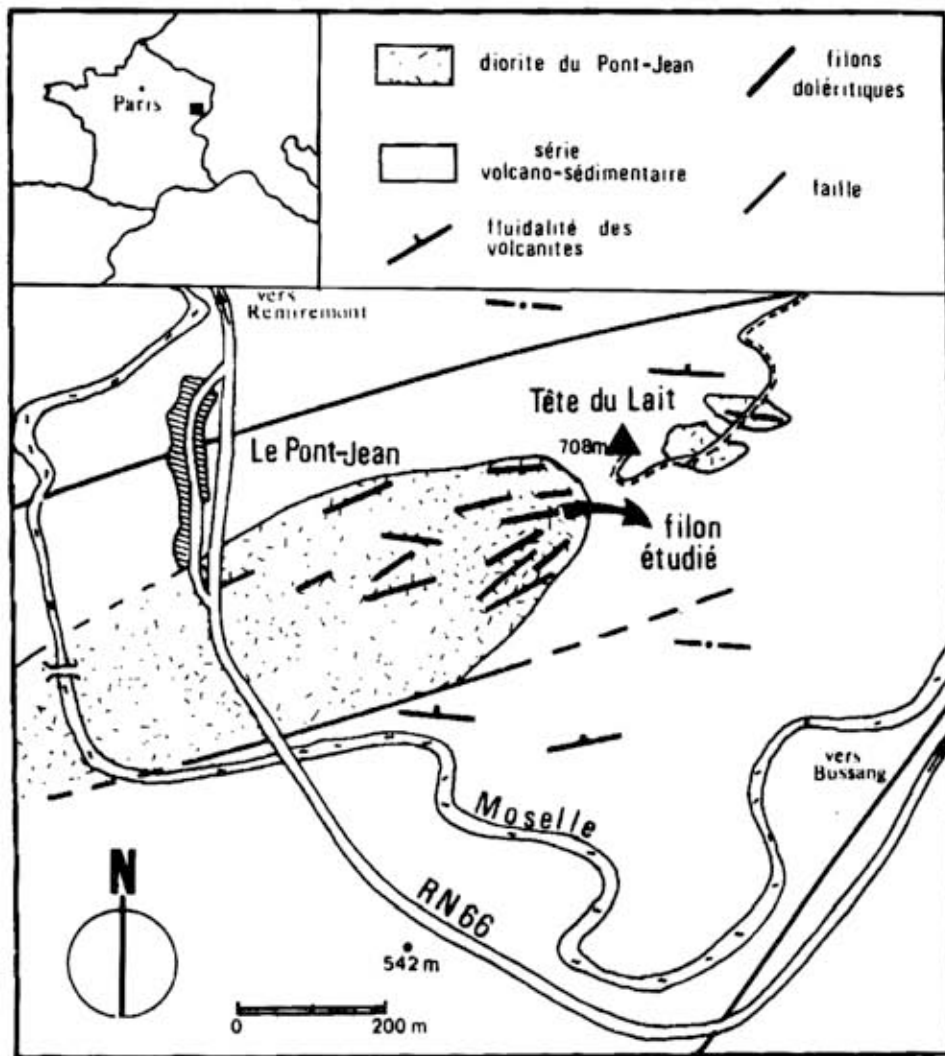 Paris
diorite du Pont-Jean
filons
doléritiques
série
volcano-sédimentaire
faille
fluidalité des
volcanites
vers
Remiremont
Tête du Lait
708m
Le Pont-Jean
filon
étudié
vers
Bussang
Moselle
RN66
N
542 m
0
200 m